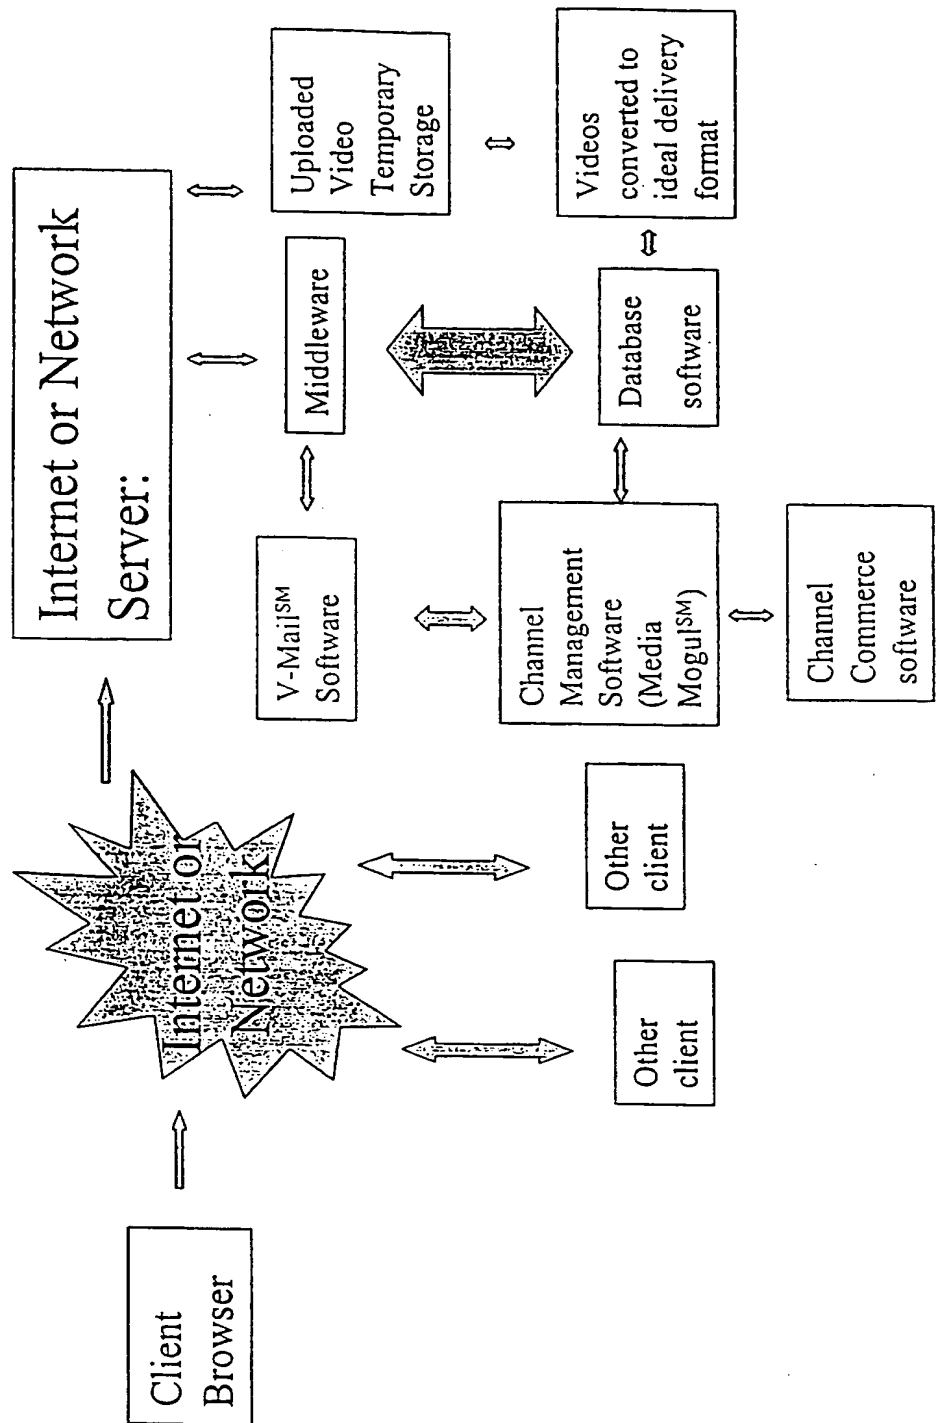 Client
Browser
Internet or
Network
Internet or Network
Server:
V-Mail℠
Software
Middleware
Uploaded
Video
Temporary
Storage
Other
client
Other
client
Channel
Management
Software
(Media
Mogul℠)
Database
software
Videos
converted to
ideal delivery
format
Channel
Commerce
software